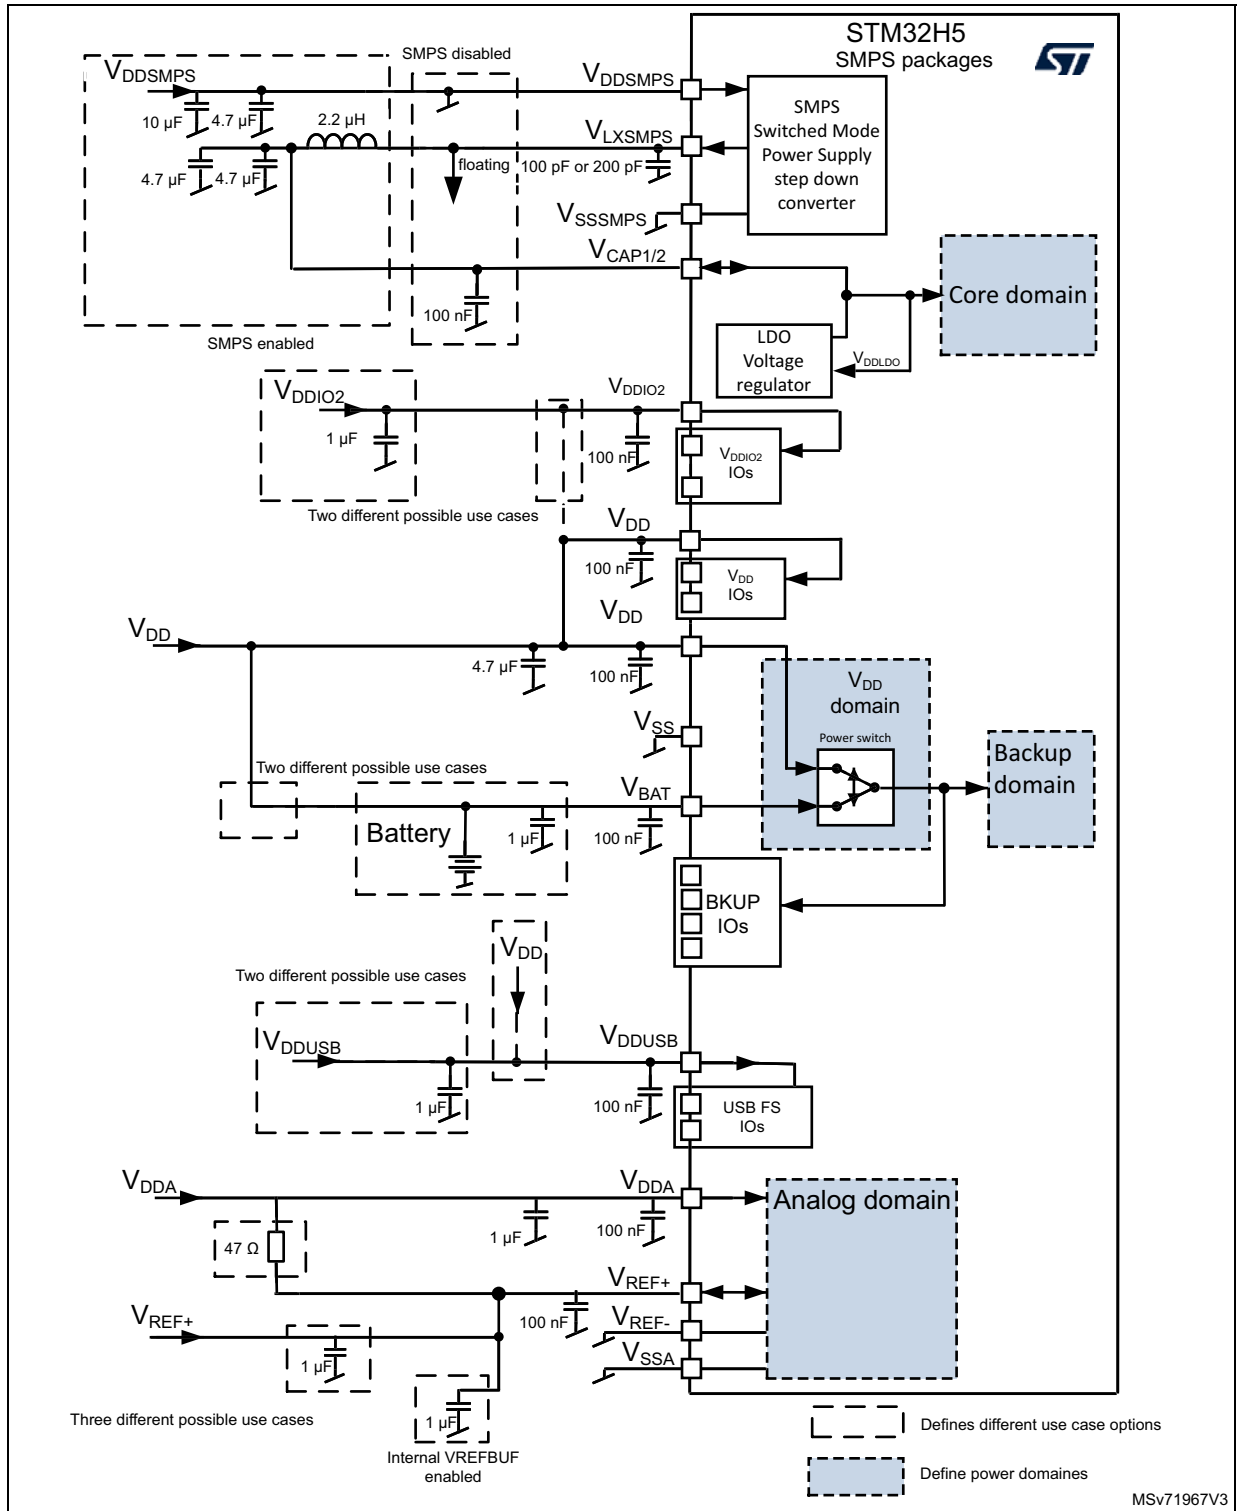 STM32H5
SMPS packages
SMPS disabled
VDDSMPS
VDDSMPS
10 µF
4.7 µF
2.2 µH
VLXSMPS
floating
100 pF or 200 pF
4.7 µF
4.7 µF
SMPS
Switched Mode
Power Supply
step down
converter
VSSSMPS
VCAP1/2
100 nF
SMPS enabled
Core domain
LDO
Voltage
regulator
VDDLDO
VDDIO2
VDDIO2
1 µF
100 nF
VDDIO2
IOs
Two different possible use cases
VDD
100 nF
VDD
IOs
VDD
VDD
4.7 µF
100 nF
VDD
domain
Power switch
VSS
Backup
domain
Two different possible use cases
VBAT
Battery
1 µF
100 nF
BKUP
IOs
VDD
Two different possible use cases
VDDUSB
VDDUSB
1 µF
100 nF
USB FS
IOs
VDDA
VDDA
1 µF
100 nF
Analog domain
47 Ω
VREF+
VREF+
100 nF
VREF-
1 µF
VSSA
1 µF
Three different possible use cases
Internal VREFBUF
enabled
Defines different use case options
Define power domaines
MSv71967V3
ST